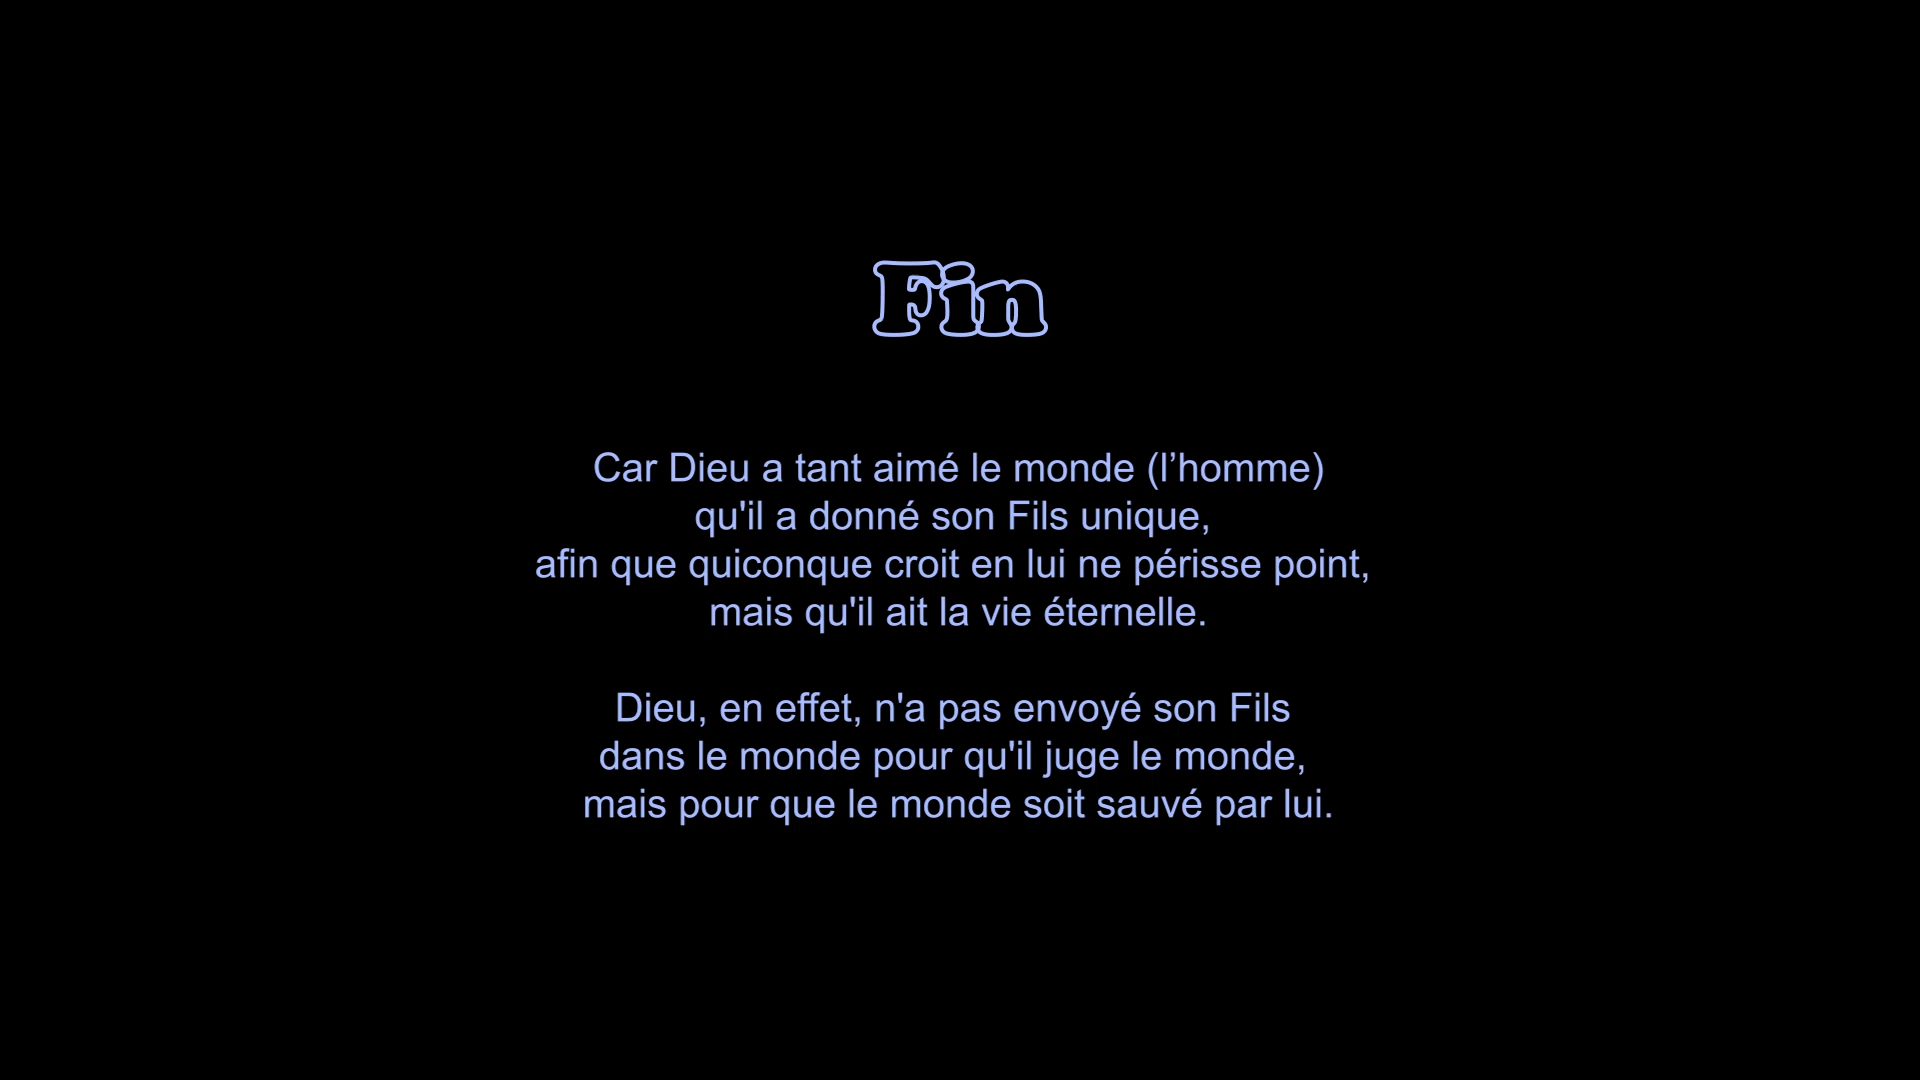 Fin
Car Dieu a tant aimé le monde (l’homme)
qu'il a donné son Fils unique,
afin que quiconque croit en lui ne périsse point,
mais qu'il ait la vie éternelle.
Dieu, en effet, n'a pas envoyé son Fils
dans le monde pour qu'il juge le monde,
mais pour que le monde soit sauvé par lui.